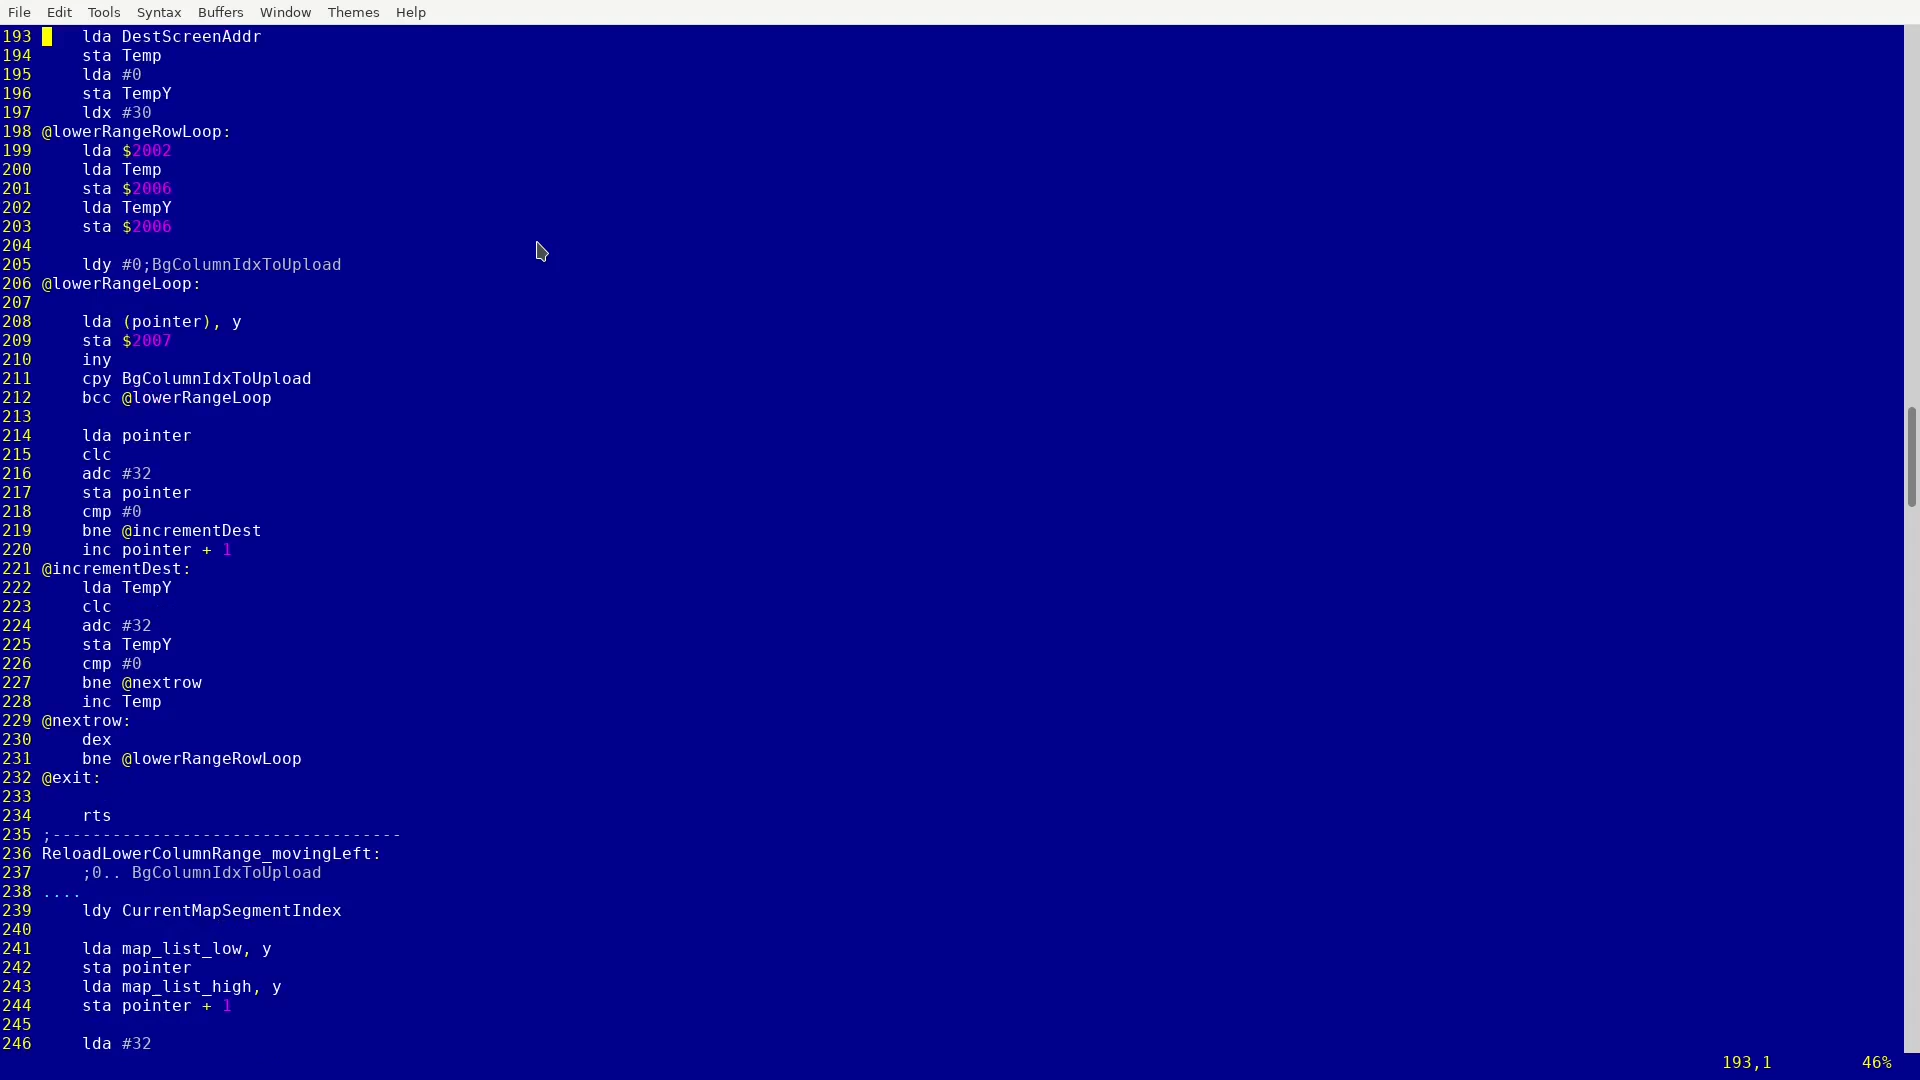 File Edit Tools Syntax Buffers Window Themes Help
193     lda DestScreenAddr
194     sta Temp
195     lda #0
196     sta TempY
197     ldx #30
198 @lowerRangeRowLoop:
199     lda $2002
200     lda Temp
201     sta $2006
202     lda TempY
203     sta $2006
204
205     ldy #0;BgColumnIdxToUpload
206 @lowerRangeLoop:
207
208     lda (pointer), y
209     sta $2007
210     iny
211     cpy BgColumnIdxToUpload
212     bcc @lowerRangeLoop
213
214     lda pointer
215     clc
216     adc #32
217     sta pointer
218     cmp #0
219     bne @incrementDest
220     inc pointer + 1
221 @incrementDest:
222     lda TempY
223     clc
224     adc #32
225     sta TempY
226     cmp #0
227     bne @nextrow
228     inc Temp
229 @nextrow:
230     dex
231     bne @lowerRangeRowLoop
232 @exit:
233
234     rts
235 ;-----------------------------------
236 ReloadLowerColumnRange_movingLeft:
237     ;0.. BgColumnIdxToUpload
238 ....
239     ldy CurrentMapSegmentIndex
240
241     lda map_list_low, y
242     sta pointer
243     lda map_list_high, y
244     sta pointer + 1
245
246     lda #32
193,1 46%